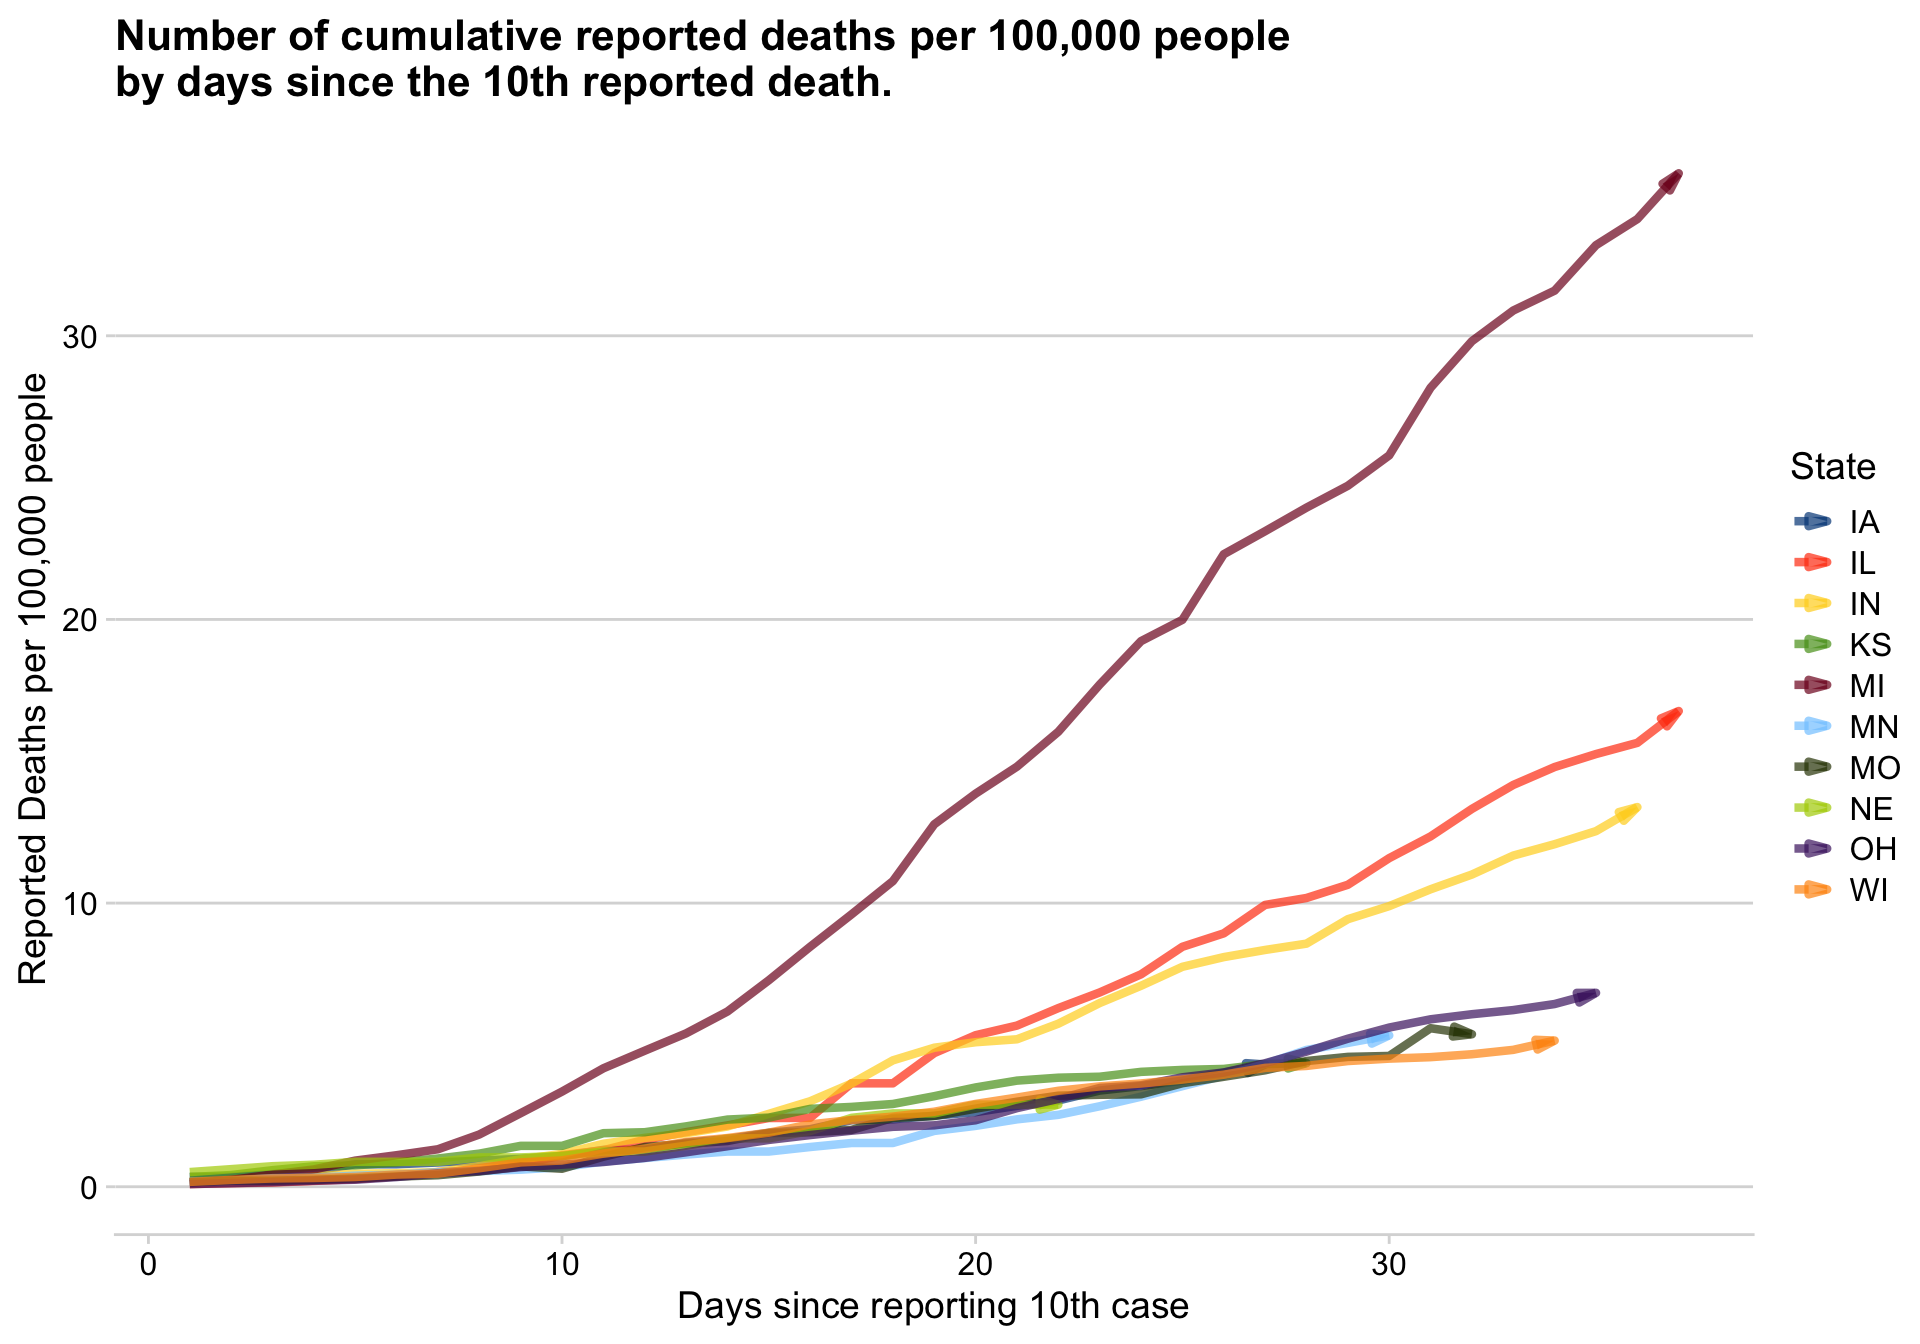 Number of cumulative reported deaths per 100,000 people
by days since the 10th reported death.
Reported Deaths per 100,000 people
30
20
10
0
0
10
20
30
Days since reporting 10th case
State
IA
IL
IN
KS
MI
MN
MO
NE
OH
WI